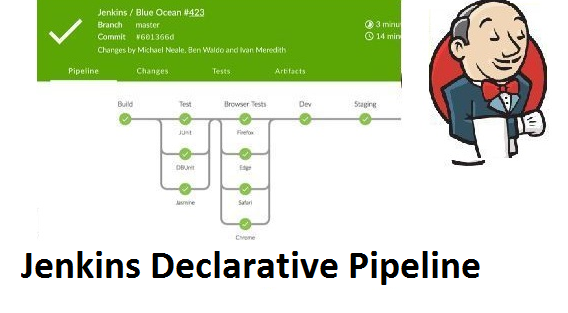 Jenkins / Blue Ocean #423
Branch master
Commit #601366d
Changes by Michael Neale, Ben Waldo and Ivan Meredith
3 minu
14 min
Pipeline Changes Tests Artifacts
Build Test Browser Tests Dev Staging
JUnit Firefox
DBUnit Edge
Jasmine Safari
Chrome
Jenkins Declarative Pipeline